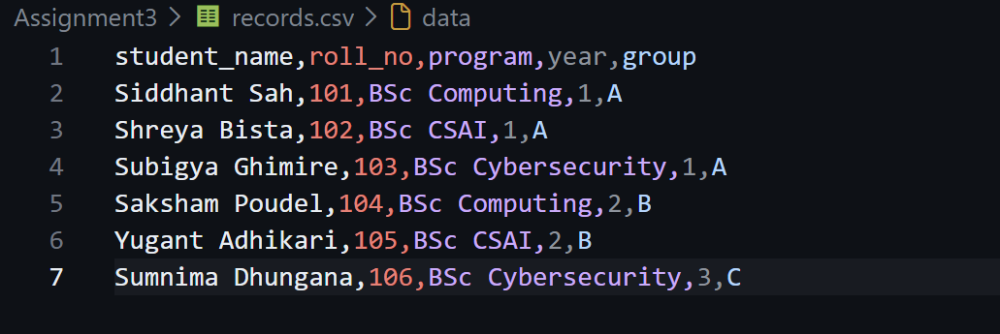 Assignment3 > records.csv > data
1 student_name,roll_no,program,year,group
2 Siddhant Sah,101,BSc Computing,1,A
3 Shreya Bista,102,BSc CSAI,1,A
4 Subigya Ghimire,103,BSc Cybersecurity,1,A
5 Saksham Poudel,104,BSc Computing,2,B
6 Yugant Adhikari,105,BSc CSAI,2,B
7 Sumnima Dhungana,106,BSc Cybersecurity,3,C